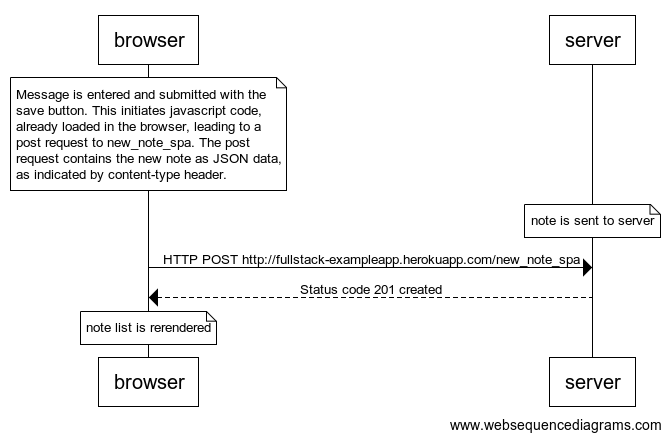 browser
server
Message is entered and submitted with the
save button. This initiates javascript code,
already loaded in the browser, leading to a
post request to new_note_spa. The post
request contains the new note as JSON data,
as indicated by content-type header.
note is sent to server
HTTP POST http://fullstack-exampleapp.herokuapp.com/new_note_spa
Status code 201 created
note list is rerendered
browser
server
www.websequencediagrams.com